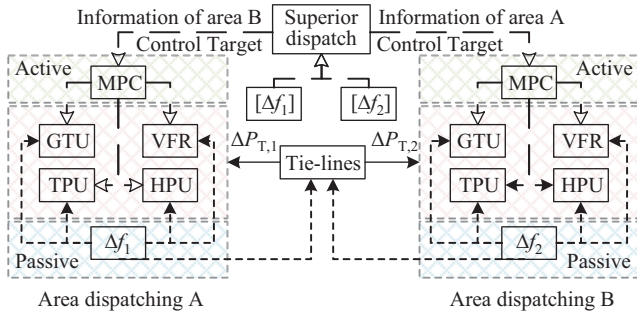 Information of area B
Superior
dispatch
Information of area A
Control Target
Control Target
Active
MPC
[Δf1]
[Δf2]
MPC
Active
GTU
VFR
ΔPT,1
Tie-lines
ΔPT,2
GTU
VFR
TPU
HPU
TPU
HPU
Δf1
Δf2
Passive
Passive
Area dispatching A
Area dispatching B